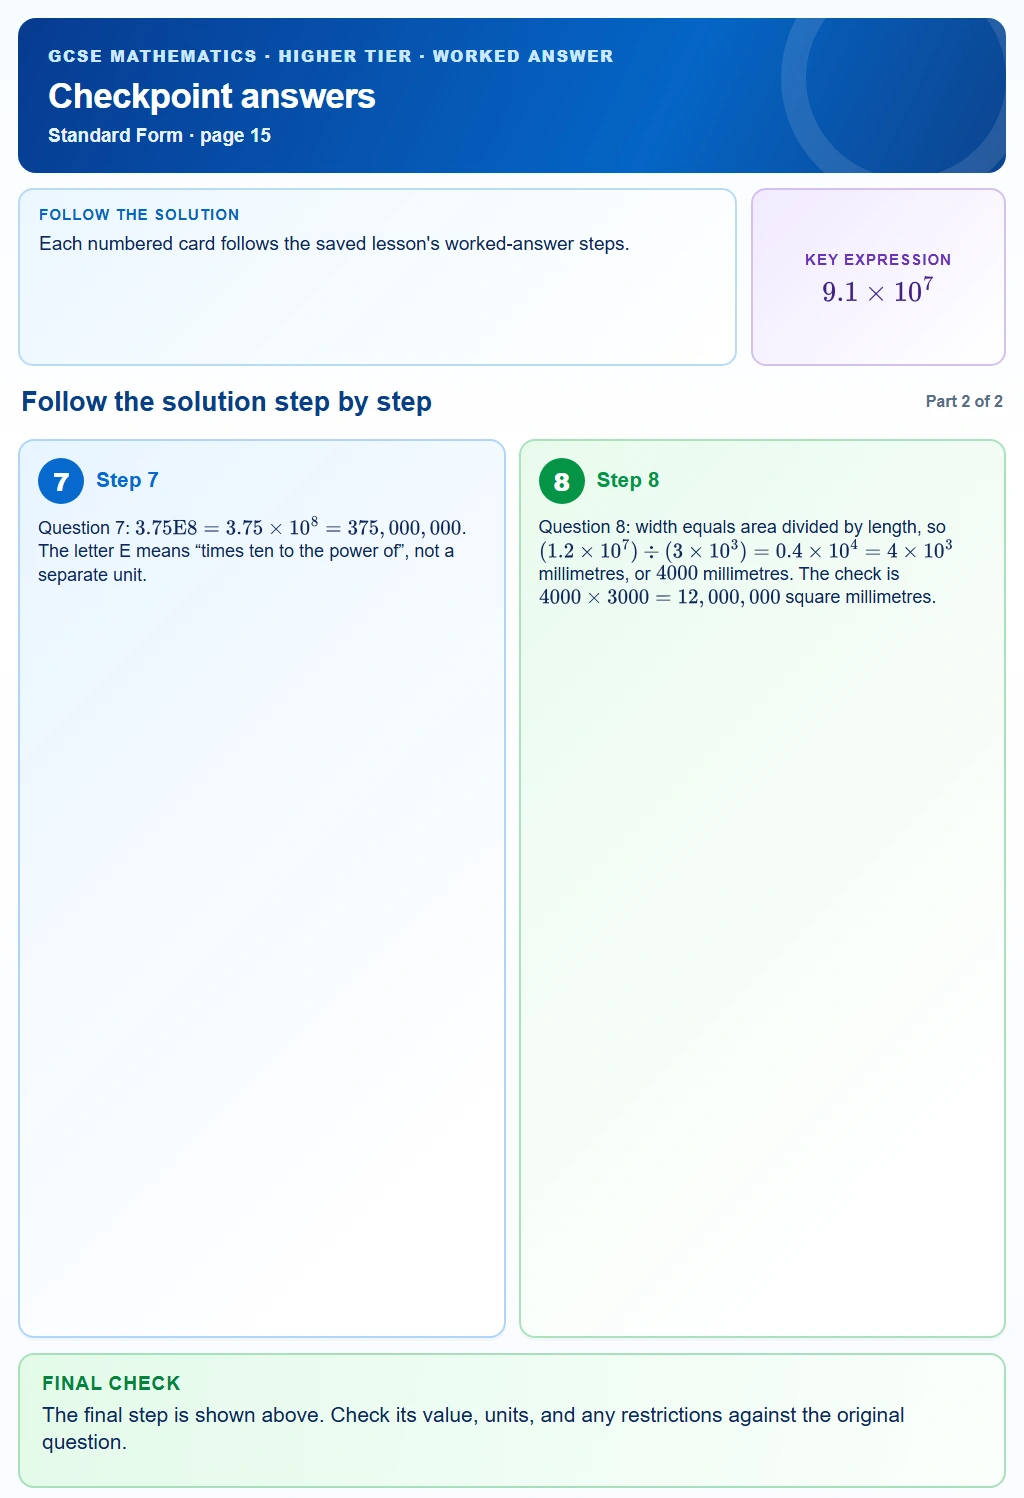 GCSE MATHEMATICS · HIGHER TIER · WORKED ANSWER
Checkpoint answers
Standard Form · page 15
FOLLOW THE SOLUTION
Each numbered card follows the saved lesson's worked-answer steps.
KEY EXPRESSION
9.1 × 10⁷
Follow the solution step by step
Part 2 of 2
7 Step 7
Question 7: 3.75E8 = 3.75 × 10⁸ = 375,000,000.
The letter E means “times ten to the power of”, not a
separate unit.
8 Step 8
Question 8: width equals area divided by length, so
(1.2 × 10⁷) ÷ (3 × 10³) = 0.4 × 10⁴ = 4 × 10³
millimetres, or 4000 millimetres. The check is
4000 × 3000 = 12,000,000 square millimetres.
FINAL CHECK
The final step is shown above. Check its value, units, and any restrictions against the original
question.